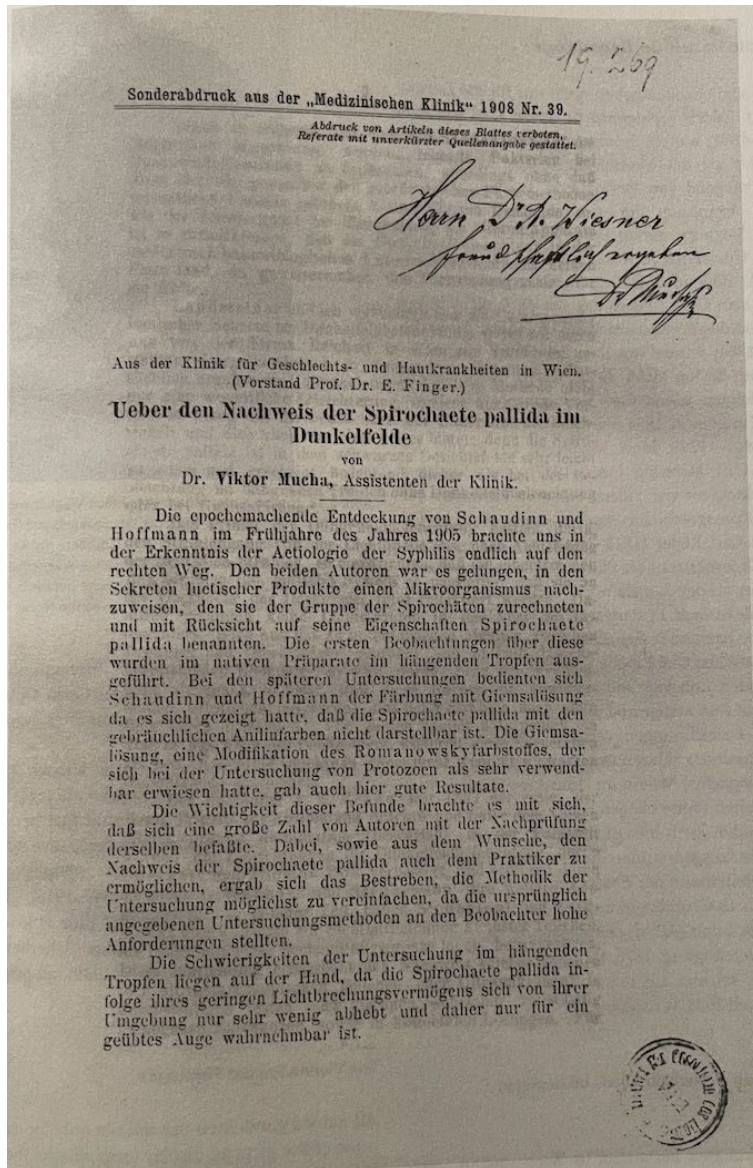 19.269
Sonderabdruck aus der „Medizinischen Klinik“ 1908 Nr. 39.
Abdruck von Artikeln dieses Blattes verboten,
Referate mit unverkürzter Quellenangabe gestattet.
Herrn Dr. R. Wiesner
freundschaftlich ergeben
Dr Mucha
Aus der Klinik für Geschlechts- und Hautkrankheiten in Wien.
(Vorstand Prof. Dr. E. Finger.)
Ueber den Nachweis der Spirochaete pallida im
Dunkelfelde
von
Dr. Viktor Mucha, Assistenten der Klinik.
Die epochemachende Entdeckung von Schaudinn und
Hoffmann im Frühjahre des Jahres 1905 brachte uns in
der Erkenntnis der Aetiologie der Syphilis endlich auf den
rechten Weg. Den beiden Autoren war es gelungen, in den
Sekreten luetischer Produkte einen Mikroorganismus nach-
zuweisen, den sie der Gruppe der Spirochäten zurechneten
und mit Rücksicht auf seine Eigenschaften Spirochaete
pallida benannten. Die ersten Beobachtungen über diese
wurden im nativen Präparate im hängenden Tropfen aus-
geführt. Bei den späteren Untersuchungen bedienten sich
Schaudinn und Hoffmann der Färbung mit Giemsalösung
da es sich gezeigt hatte, daß die Spirochaete pallida mit den
gebräuchlichen Anilinfarben nicht darstellbar ist. Die Giemsa-
lösung, eine Modifikation des Romanowskyfarbstoffes, der
sich bei der Untersuchung von Protozoen als sehr verwend-
bar erwiesen hatte, gab auch hier gute Resultate.
Die Wichtigkeit dieser Befunde brachte es mit sich,
daß sich eine große Zahl von Autoren mit der Nachprüfung
derselben befaßte. Dabei, sowie aus dem Wunsche, den
Nachweis der Spirochaete pallida auch dem Praktiker zu
ermöglichen, ergab sich das Bestreben, die Methodik der
Untersuchung möglichst zu vereinfachen, da die ursprünglich
angegebenen Untersuchungsmethoden an den Beobachter hohe
Anforderungen stellten.
Die Schwierigkeiten der Untersuchung im hängenden
Tropfen liegen auf der Hand, da die Spirochaete pallida in-
folge ihres geringen Lichtbrechungsvermögens sich von ihrer
Umgebung nur sehr wenig abhebt und daher nur für ein
geübtes Auge wahrnehmbar ist.